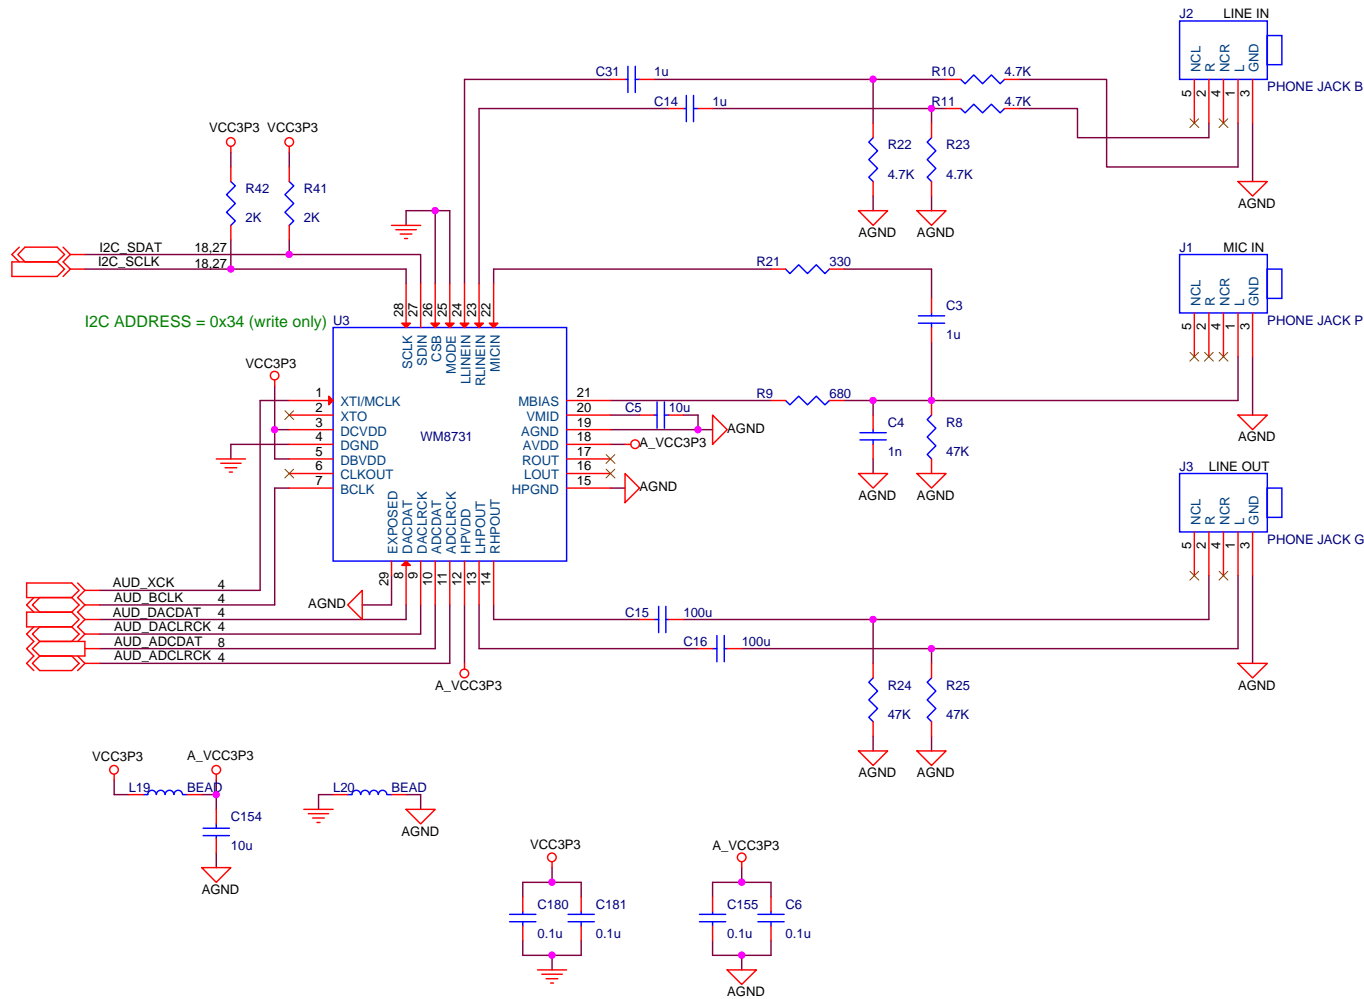 J2 LINE IN
NCL R NCR L GND
5 2 4 1 3
PHONE JACK B
AGND
C31 1u
R10 4.7K
C14 1u
R11 4.7K
R22 4.7K
R23 4.7K
AGND AGND
VCC3P3 VCC3P3
R42 2K
R41 2K
I2C_SDAT 18,27
I2C_SCLK 18,27
I2C ADDRESS = 0x34 (write only)
J1 MIC IN
NCL R NCR L GND
5 2 4 1 3
PHONE JACK P
AGND
R21 330
C3 1u
U3
28 27 26 25 24 23 22
SCLK SDIN CSB MODE LLINEIN RLINEIN MICIN
VCC3P3
1 XTI/MCLK
2 XTO
3 DCVDD
4 DGND
5 DBVDD
6 CLKOUT
7 BCLK
WM8731
MBIAS 21
VMID 20
AGND 19
AVDD 18
ROUT 17
LOUT 16
HPGND 15
R9 680
C5 10u
AGND
A_VCC3P3
AGND
C4 1n
R8 47K
AGND AGND
EXPOSED DACDAT DACLRCK ADCDAT ADCLRCK HPVDD LHPOUT RHPOUT
29 8 9 10 11 12 13 14
J3 LINE OUT
NCL R NCR L GND
5 2 4 1 3
PHONE JACK G
AGND
AUD_XCK 4
AUD_BCLK 4
AUD_DACDAT 4
AUD_DACLRCK 4
AUD_ADCDAT 8
AUD_ADCLRCK 4
AGND
A_VCC3P3
C15 100u
C16 100u
R24 47K
R25 47K
AGND AGND
VCC3P3 A_VCC3P3
L19 BEAD
C154 10u
AGND
L20 BEAD
AGND
VCC3P3
C180 0.1u
C181 0.1u
A_VCC3P3
C155 0.1u
C6 0.1u
AGND